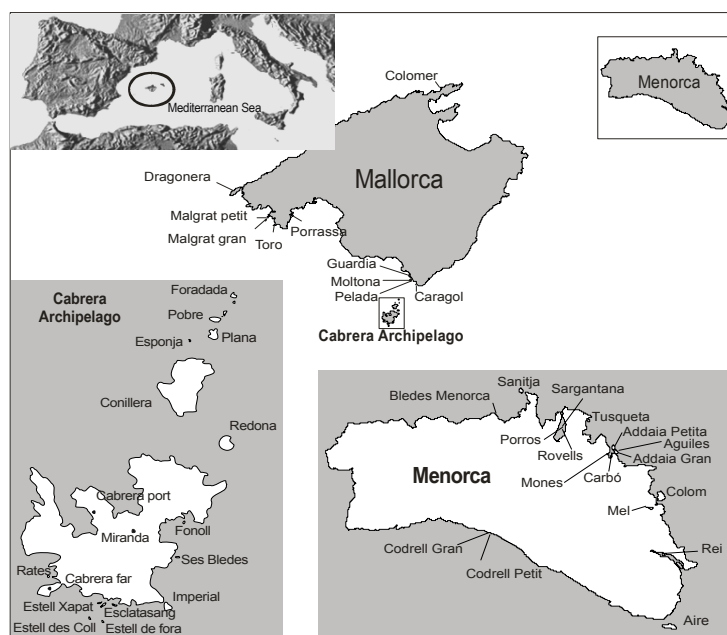 Mediterranean Sea
Colomer
Menorca
Mallorca
Dragonera
Malgrat petit
Malgrat gran
Toro
Porrassa
Guardia
Moltona
Pelada
Caragol
Cabrera Archipelago
Cabrera
Archipelago
Foradada
Pobre
Plana
Esponja
Conillera
Redona
Cabrera port
Miranda
Fonoll
Ses Bledes
Rates
Cabrera far
Imperial
Estell Xapat
Esclatasang
Estell des Coll
Estell de fora
Sanitja
Bledes Menorca
Sargantana
Tusqueta
Addaia Petita
Porros
Aguiles
Rovells
Addaia Gran
Menorca
Mones
Carbó
Colom
Mel
Rei
Codrell Gran
Codrell Petit
Aire